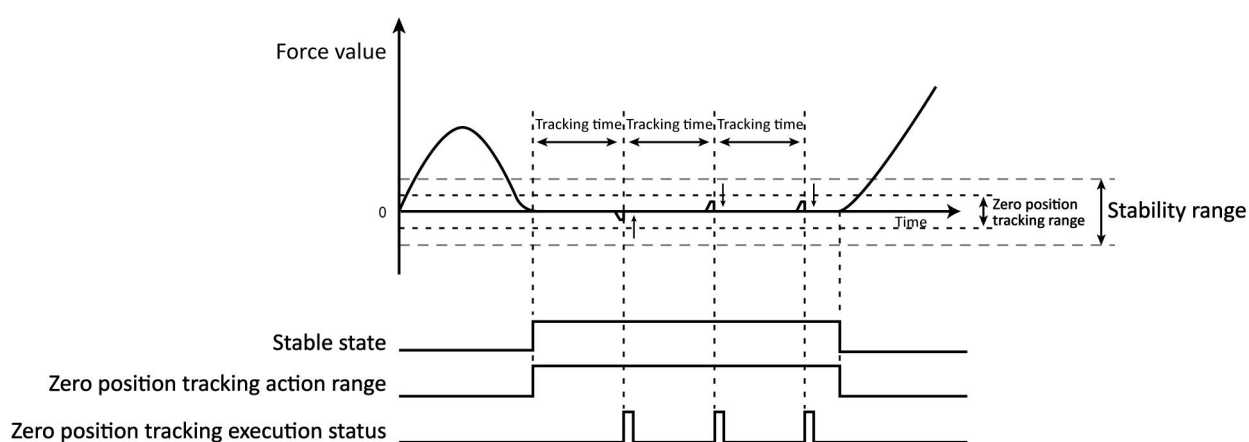 Force value
Tracking time
Tracking time
Tracking time
0
Time
Zero position
tracking range
Stability range
Stable state
Zero position tracking action range
Zero position tracking execution status